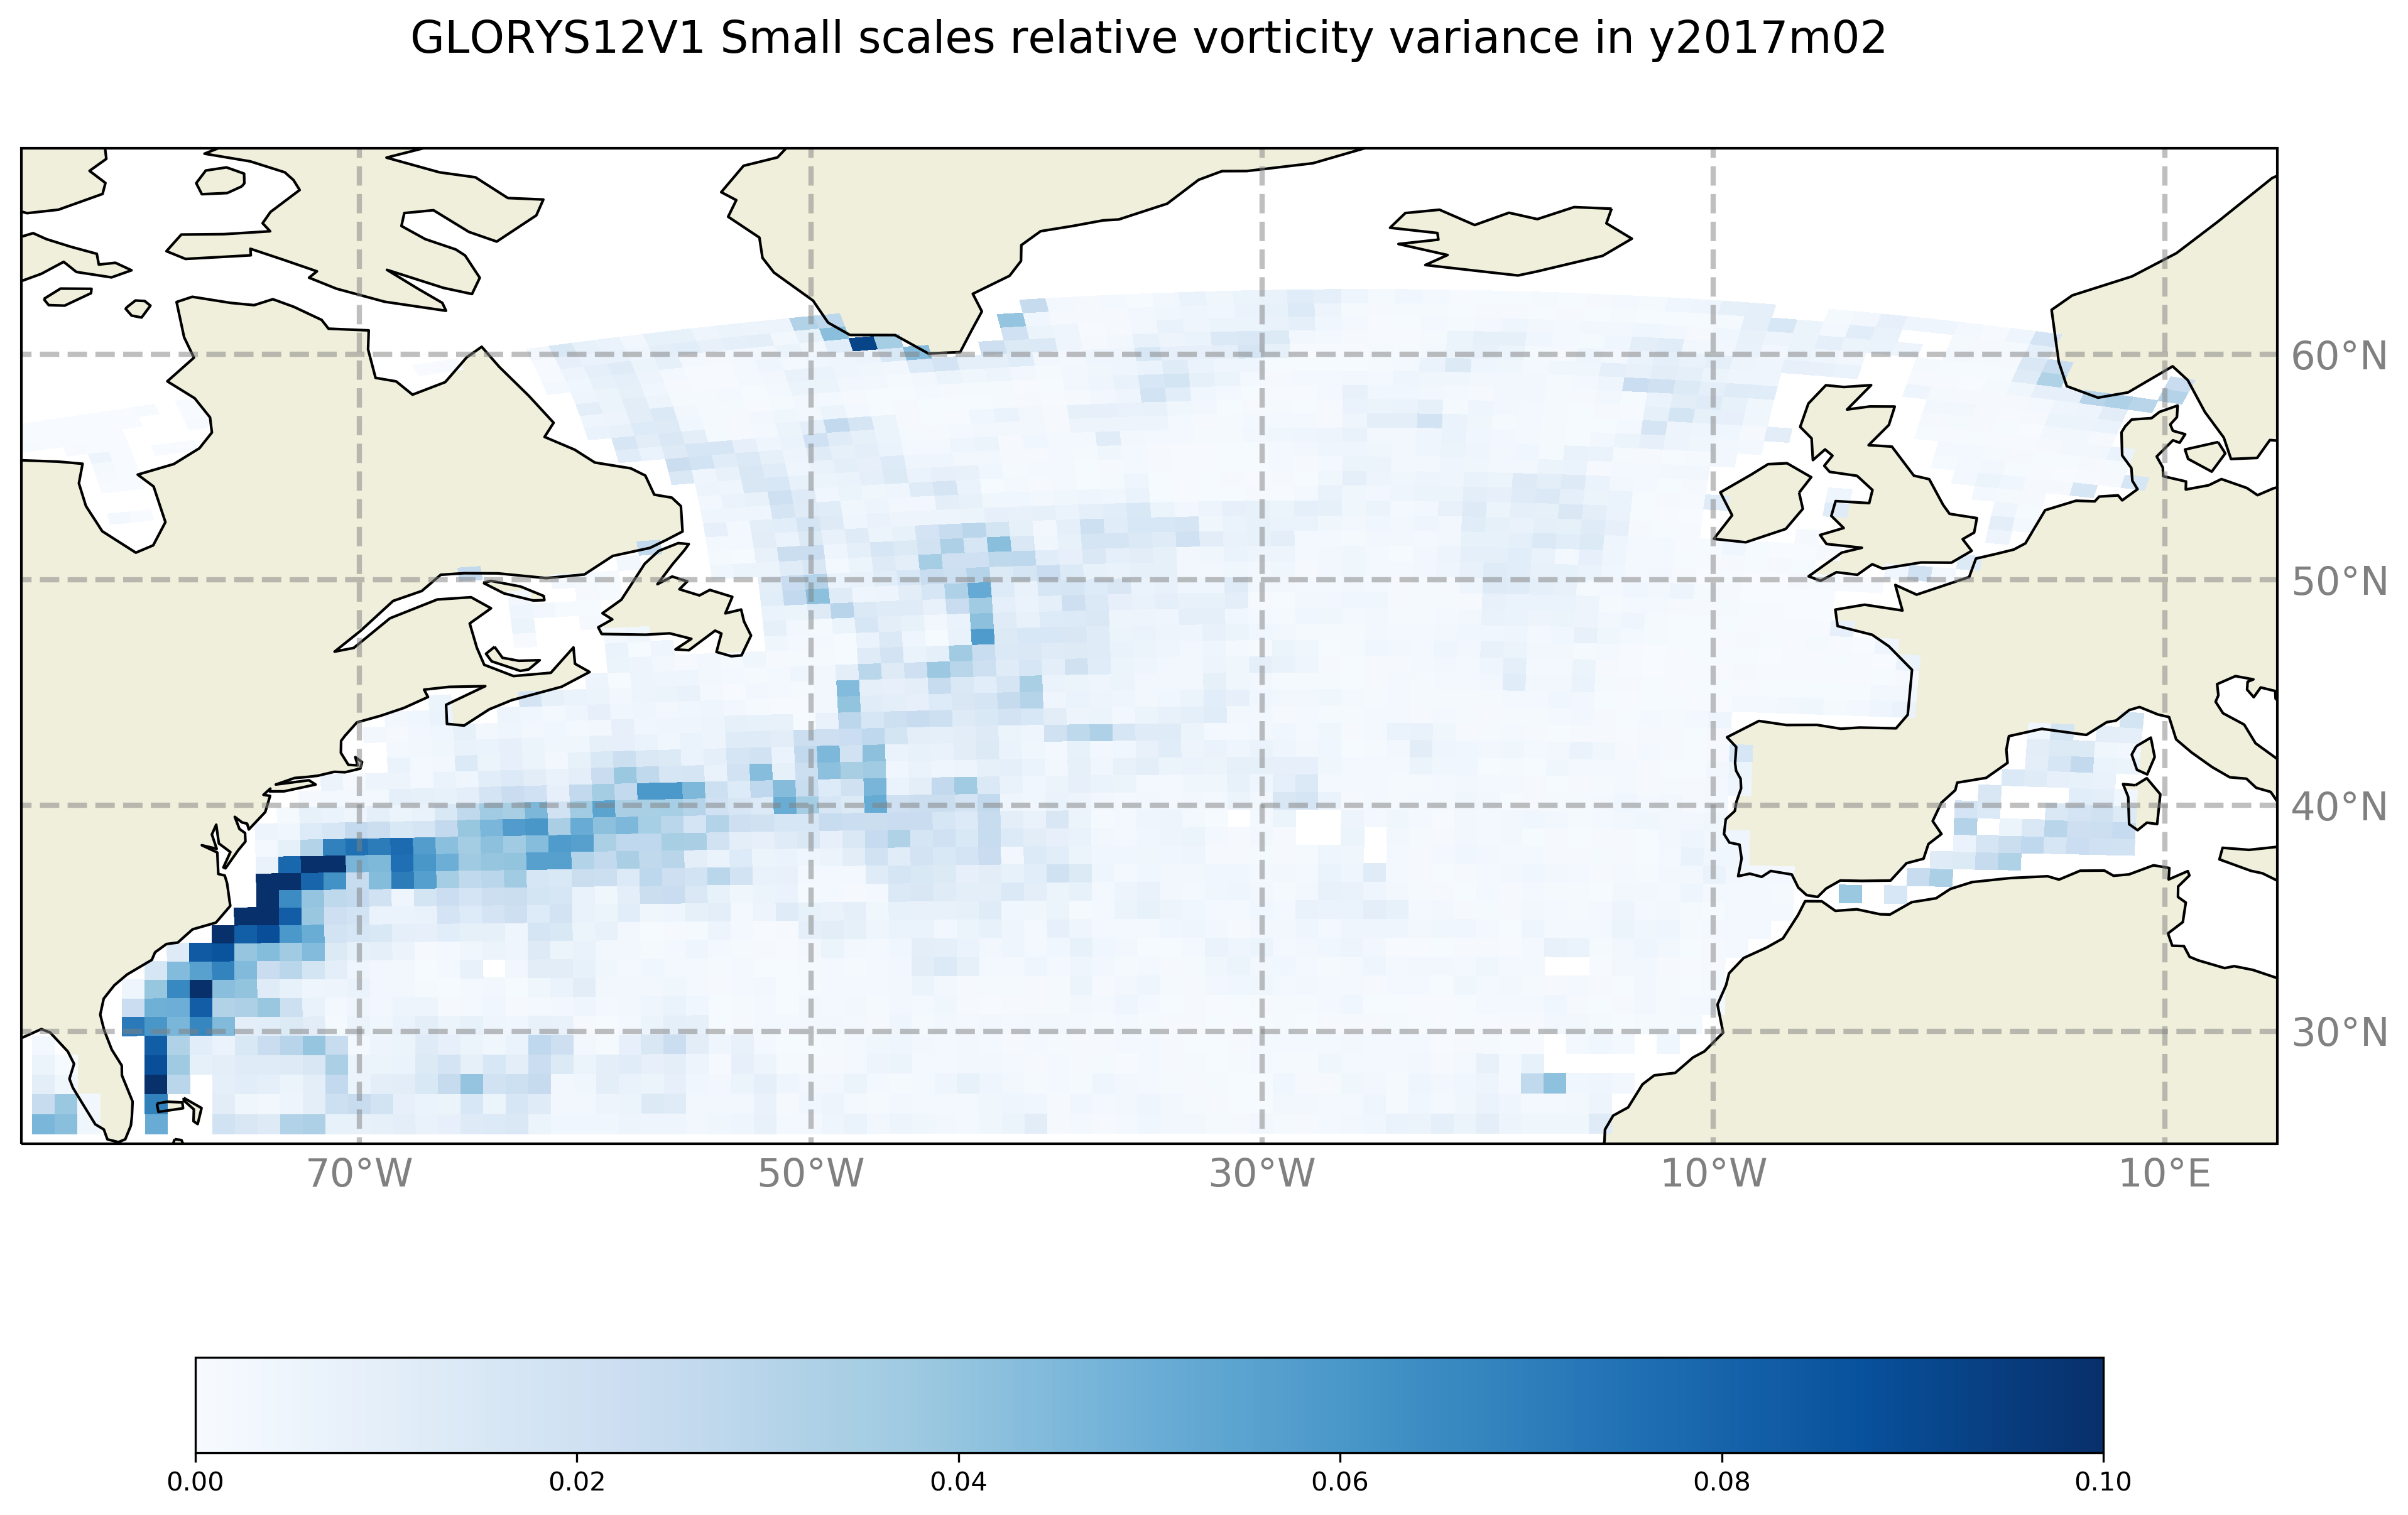 GLORYS12V1 Small scales relative vorticity variance in y2017m02
60°N
50°N
40°N
30°N
70°W 50°W 30°W 10°W 10°E
0.00 0.02 0.04 0.06 0.08 0.10